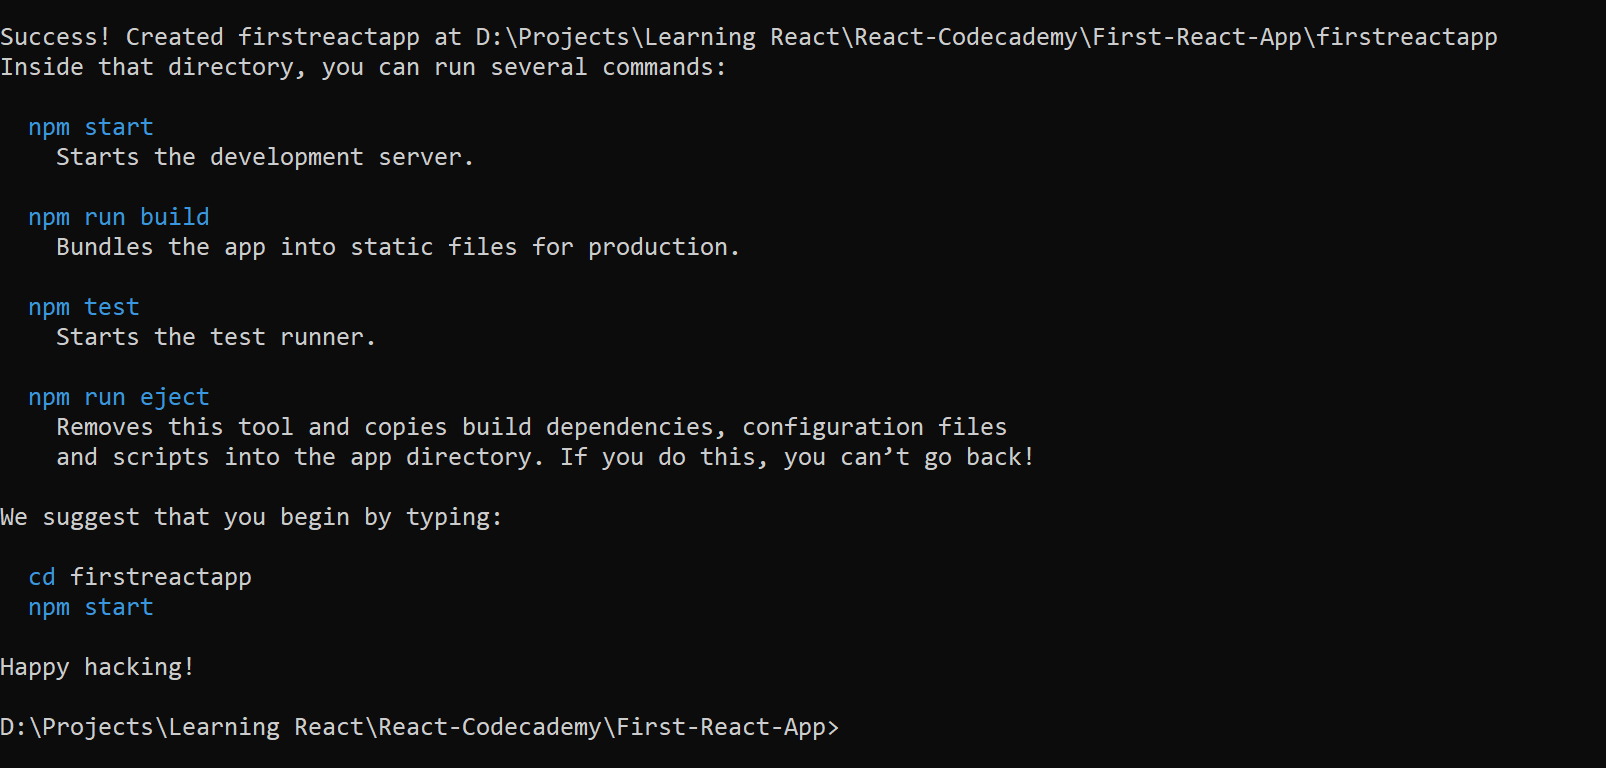 Success! Created firstreactapp at D:\Projects\Learning React\React-Codecademy\First-React-App\firstreactapp
Inside that directory, you can run several commands:

  npm start
    Starts the development server.

  npm run build
    Bundles the app into static files for production.

  npm test
    Starts the test runner.

  npm run eject
    Removes this tool and copies build dependencies, configuration files
    and scripts into the app directory. If you do this, you can’t go back!

We suggest that you begin by typing:

  cd firstreactapp
  npm start

Happy hacking!

D:\Projects\Learning React\React-Codecademy\First-React-App>